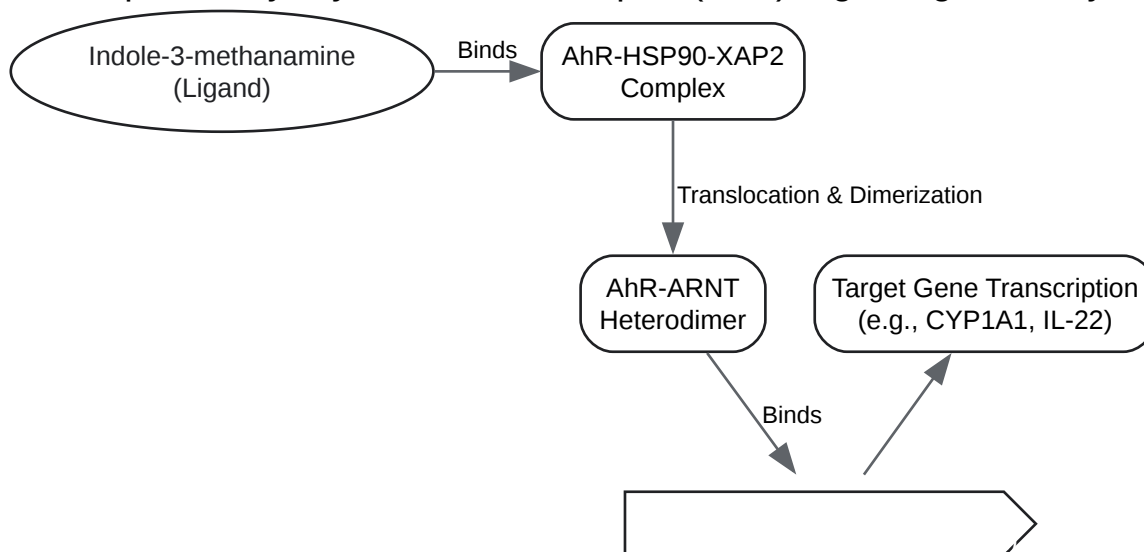 Indole-3-methanamine
(Ligand)
Binds
AhR-HSP90-XAP2
Complex
Translocation & Dimerization
AhR-ARNT
Heterodimer
Target Gene Transcription
(e.g., CYP1A1, IL-22)
Binds